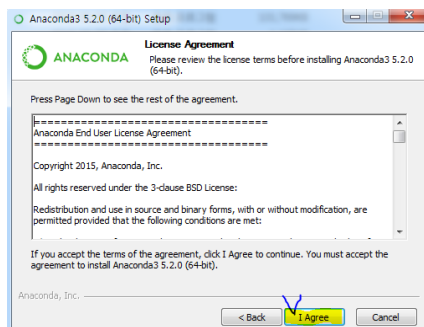 Anaconda3 5.2.0 (64-bit) Setup
ANACONDA
License Agreement
Please review the license terms before installing Anaconda3 5.2.0
(64-bit).
Press Page Down to see the rest of the agreement.
===================================
Anaconda End User License Agreement
===================================
Copyright 2015, Anaconda, Inc.
All rights reserved under the 3-clause BSD License:
Redistribution and use in source and binary forms, with or without modification, are
permitted provided that the following conditions are met:
If you accept the terms of the agreement, click I Agree to continue. You must accept the
agreement to install Anaconda3 5.2.0 (64-bit).
Anaconda, Inc.
< Back
I Agree
Cancel